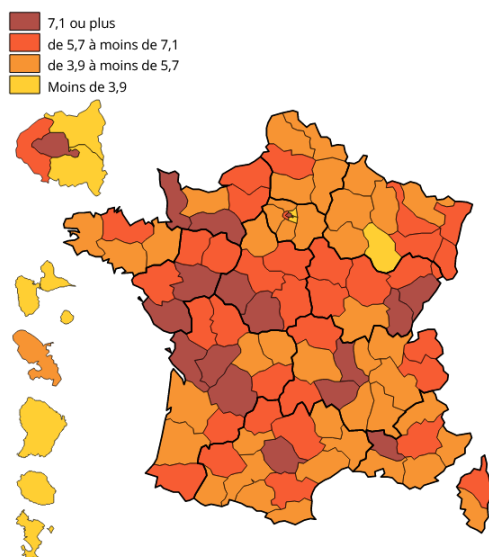 7,1 ou plus
de 5,7 à moins de 7,1
de 3,9 à moins de 5,7
Moins de 3,9